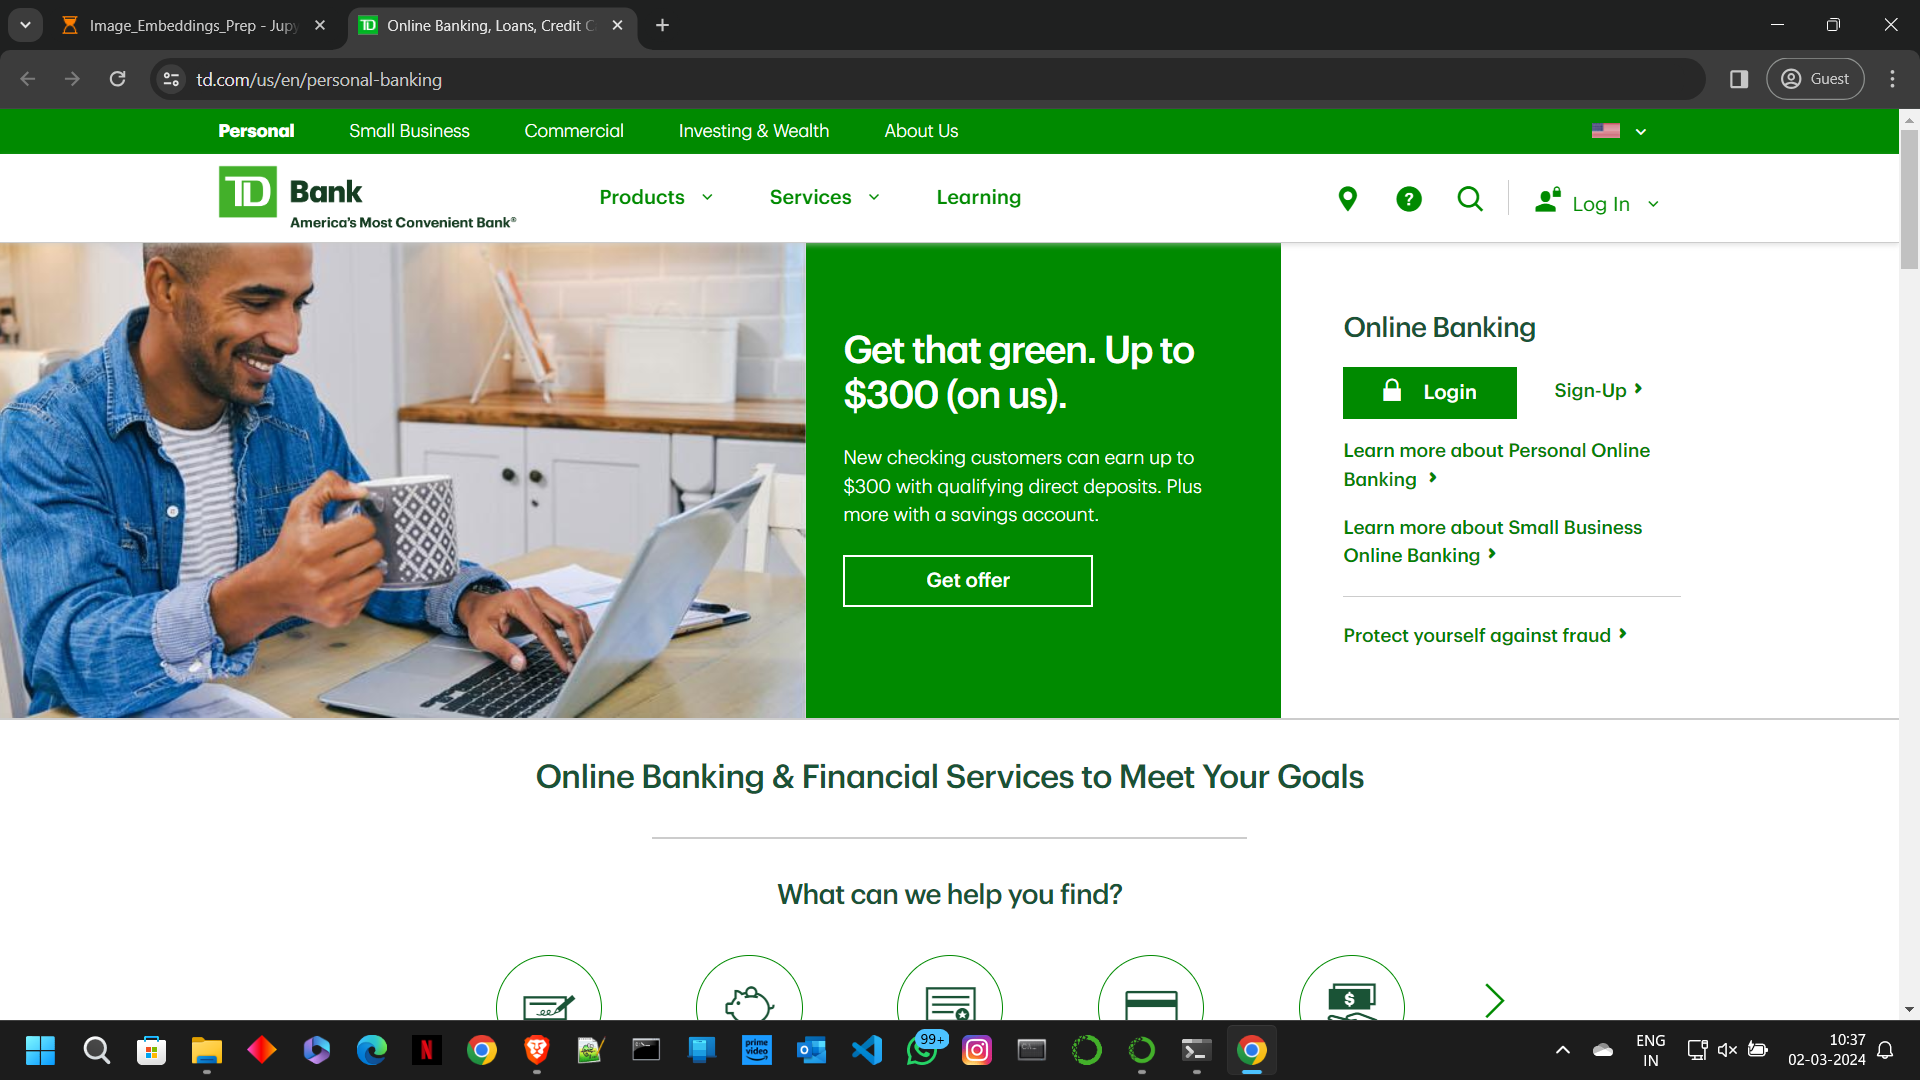 Image_Embeddings_Prep - Jupy
Online Banking, Loans, Credit C
td.com/us/en/personal-banking
Guest
Personal
Small Business
Commercial
Investing & Wealth
About Us
TD
Bank
America's Most Convenient Bank®
Products
Services
Learning
?
Log In
Get that green. Up to
$300 (on us).
New checking customers can earn up to
$300 with qualifying direct deposits. Plus
more with a savings account.
Get offer
Online Banking
Login
Sign-Up
Learn more about Personal Online
Banking
Learn more about Small Business
Online Banking
Protect yourself against fraud
Online Banking & Financial Services to Meet Your Goals
What can we help you find?
$
N
prime
video
99+
ENG
IN
10:37
02-03-2024